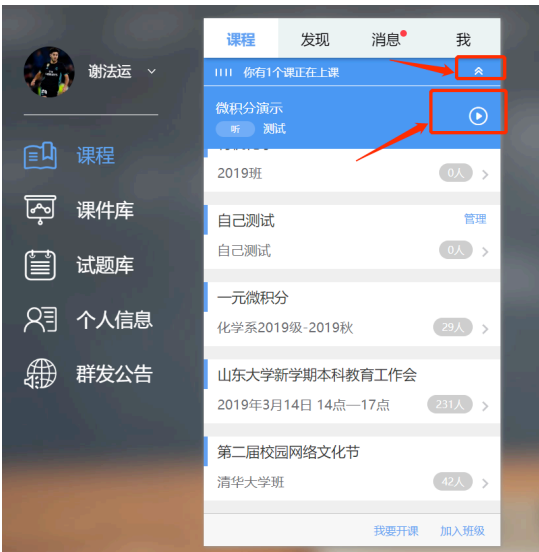 谢法运
课程
课件库
试题库
个人信息
群发公告
课程 发现 消息 我
你有1个课正在上课
微积分演示
听 测试
2019班 0人
自己测试 管理
自己测试 0人
一元微积分
化学系2019级-2019秋 29人
山东大学新学期本科教育工作会
2019年3月14日 14点—17点 231人
第二届校园网络文化节
清华大学班 42人
我要开课 加入班级